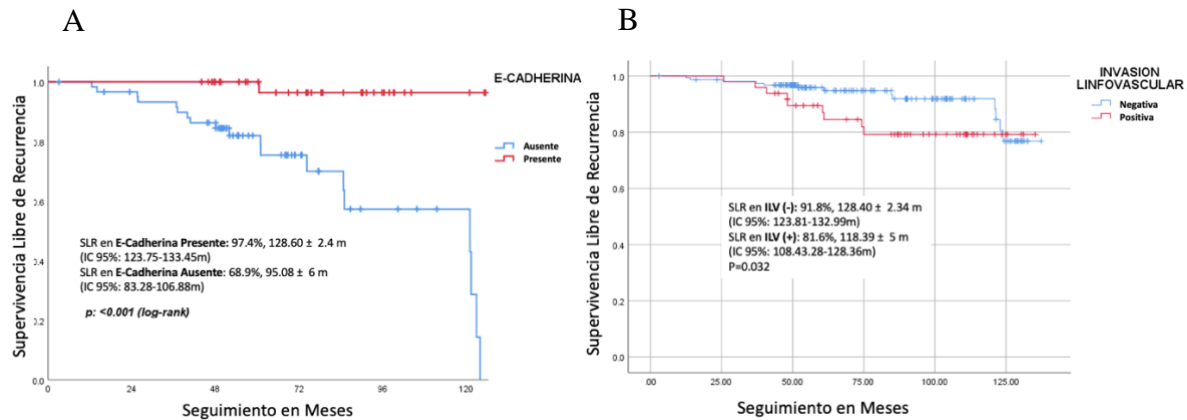 A
E-CADHERINA
Ausente
Presente
Supervivencia Libre de Recurrrencia
1.0
0.8
0.6
0.4
0.2
0.0
SLR en E-Cadherina Presente: 97.4%, 128.60 ± 2.4 m
(IC 95%: 123.75-133.45m)
SLR en E-Cadherina Ausente: 68.9%, 95.08 ± 6 m
(IC 95%: 83.28-106.88m)
p: <0.001 (log-rank)
0 24 48 72 96 120
Seguimiento en Meses
B
INVASION
LINFOVASCULAR
Negativa
Positiva
Supervivencia Libre de Recurrencia
1.0
0.8
0.6
0.4
0.2
0.0
SLR en ILV (-): 91.8%, 128.40 ± 2.34 m
(IC 95%: 123.81-132.99m)
SLR en ILV (+): 81.6%, 118.39 ± 5 m
(IC 95%: 108.43.28-128.36m)
P=0.032
.00 25.00 50.00 75.00 100.00 125.00
Seguimiento en Meses